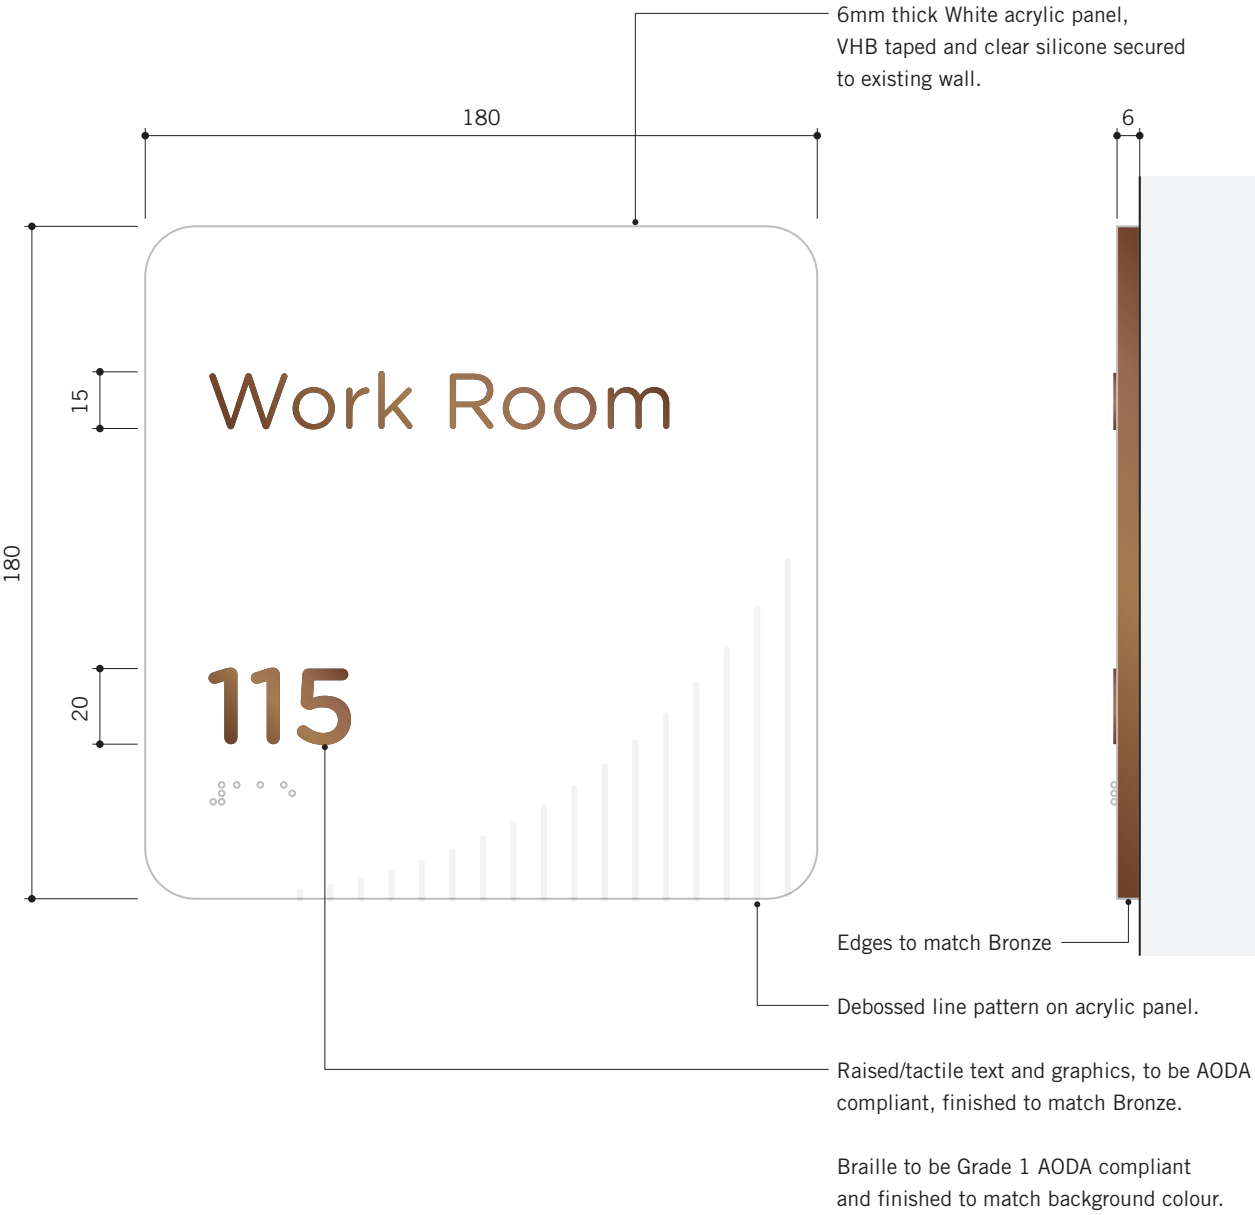 6mm thick White acrylic panel,
VHB taped and clear silicone secured
to existing wall.
180
6
15
Work Room
180
20
115
⠼⠁⠁⠑
Edges to match Bronze
Debossed line pattern on acrylic panel.
Raised/tactile text and graphics, to be AODA
compliant, finished to match Bronze.
Braille to be Grade 1 AODA compliant
and finished to match background colour.